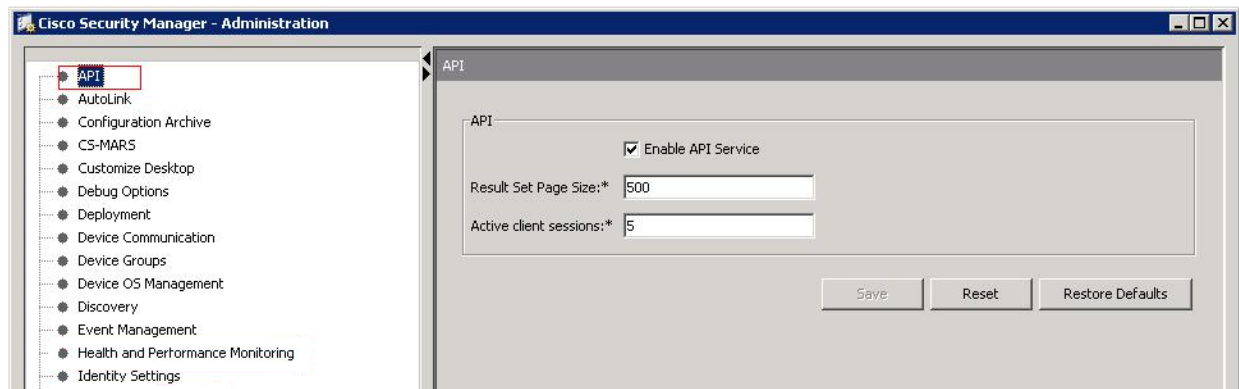 Cisco Security Manager - Administration
API
AutoLink
Configuration Archive
CS-MARS
Customize Desktop
Debug Options
Deployment
Device Communication
Device Groups
Device OS Management
Discovery
Event Management
Health and Performance Monitoring
Identity Settings
API
API
Enable API Service
Result Set Page Size:* 500
Active client sessions:* 5
Save Reset Restore Defaults